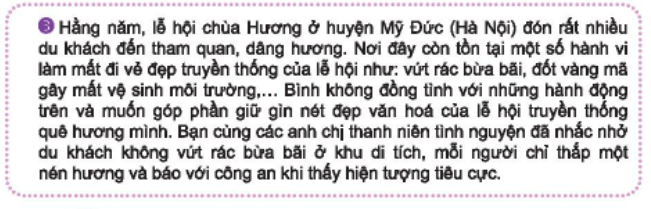 3 Hằng năm, lễ hội chùa Hương ở huyện Mỹ Đức (Hà Nội) đón rất nhiều
du khách đến tham quan, dâng hương. Nơi đây còn tồn tại một số hành vi
làm mất đi vẻ đẹp truyền thống của lễ hội như: vứt rác bừa bãi, đốt vàng mã
gây mất vệ sinh môi trường,... Bình không đồng tình với những hành động
trên và muốn góp phần giữ gìn nét đẹp văn hoá của lễ hội truyền thống
quê hương mình. Bạn cùng các anh chị thanh niên tình nguyện đã nhắc nhở
du khách không vứt rác bừa bãi ở khu di tích, mỗi người chỉ thắp một
nén hương và báo với công an khi thấy hiện tượng tiêu cực.